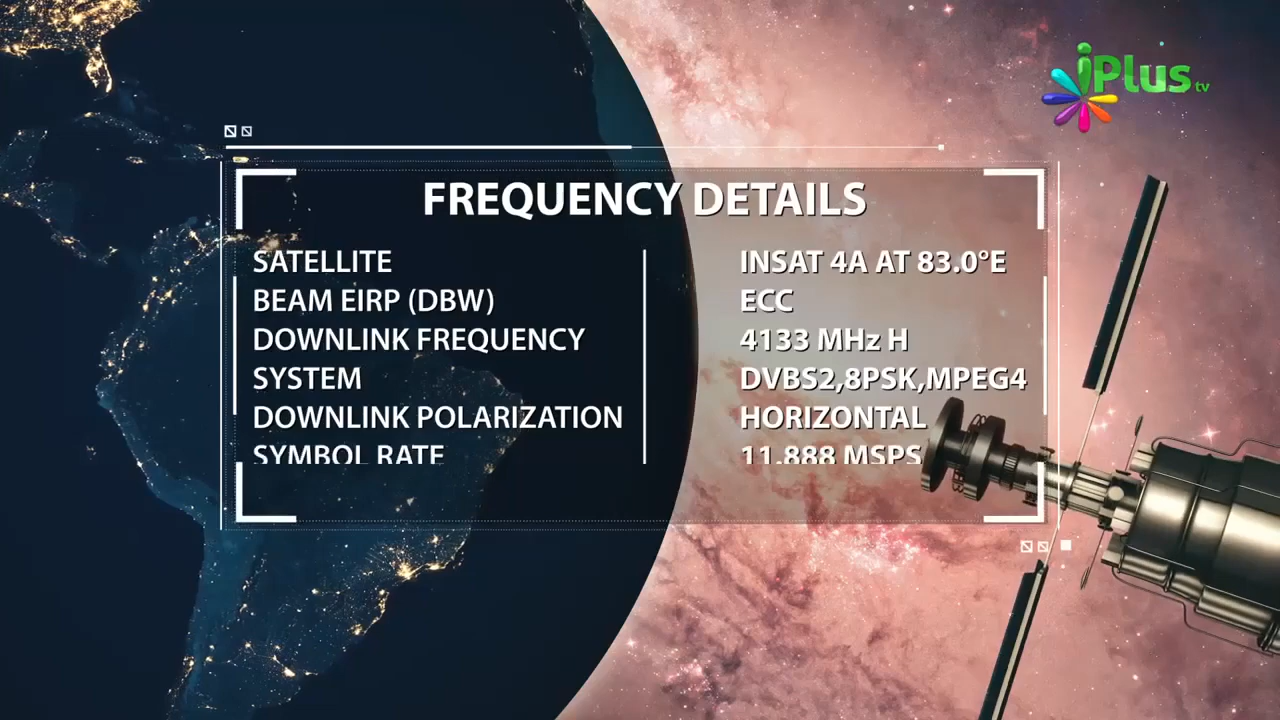 iPlus tv
FREQUENCY DETAILS
SATELLITE INSAT 4A AT 83.0°E
BEAM EIRP (DBW) ECC
DOWNLINK FREQUENCY 4133 MHz H
SYSTEM DVBS2,8PSK,MPEG4
DOWNLINK POLARIZATION HORIZONTAL
SYMBOL RATE 11.888 MSPS